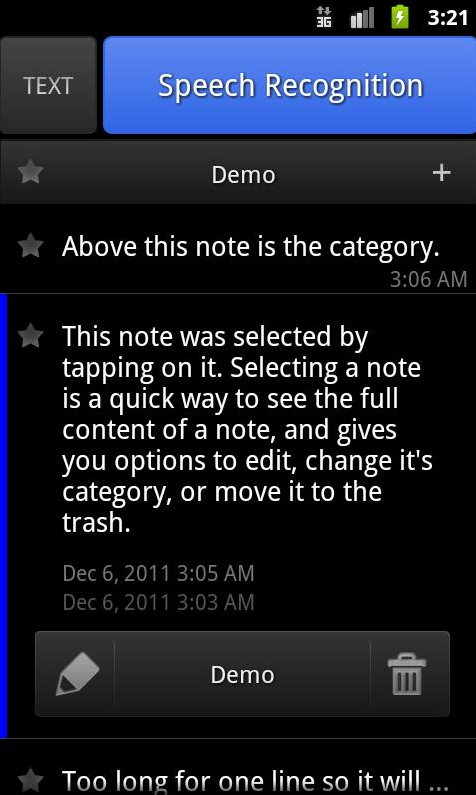 3G 3:21
TEXT Speech Recognition
Demo +
Above this note is the category.
3:06 AM
This note was selected by
tapping on it. Selecting a note
is a quick way to see the full
content of a note, and gives
you options to edit, change it's
category, or move it to the
trash.
Dec 6, 2011 3:05 AM
Dec 6, 2011 3:03 AM
Demo
Too long for one line so it will ...